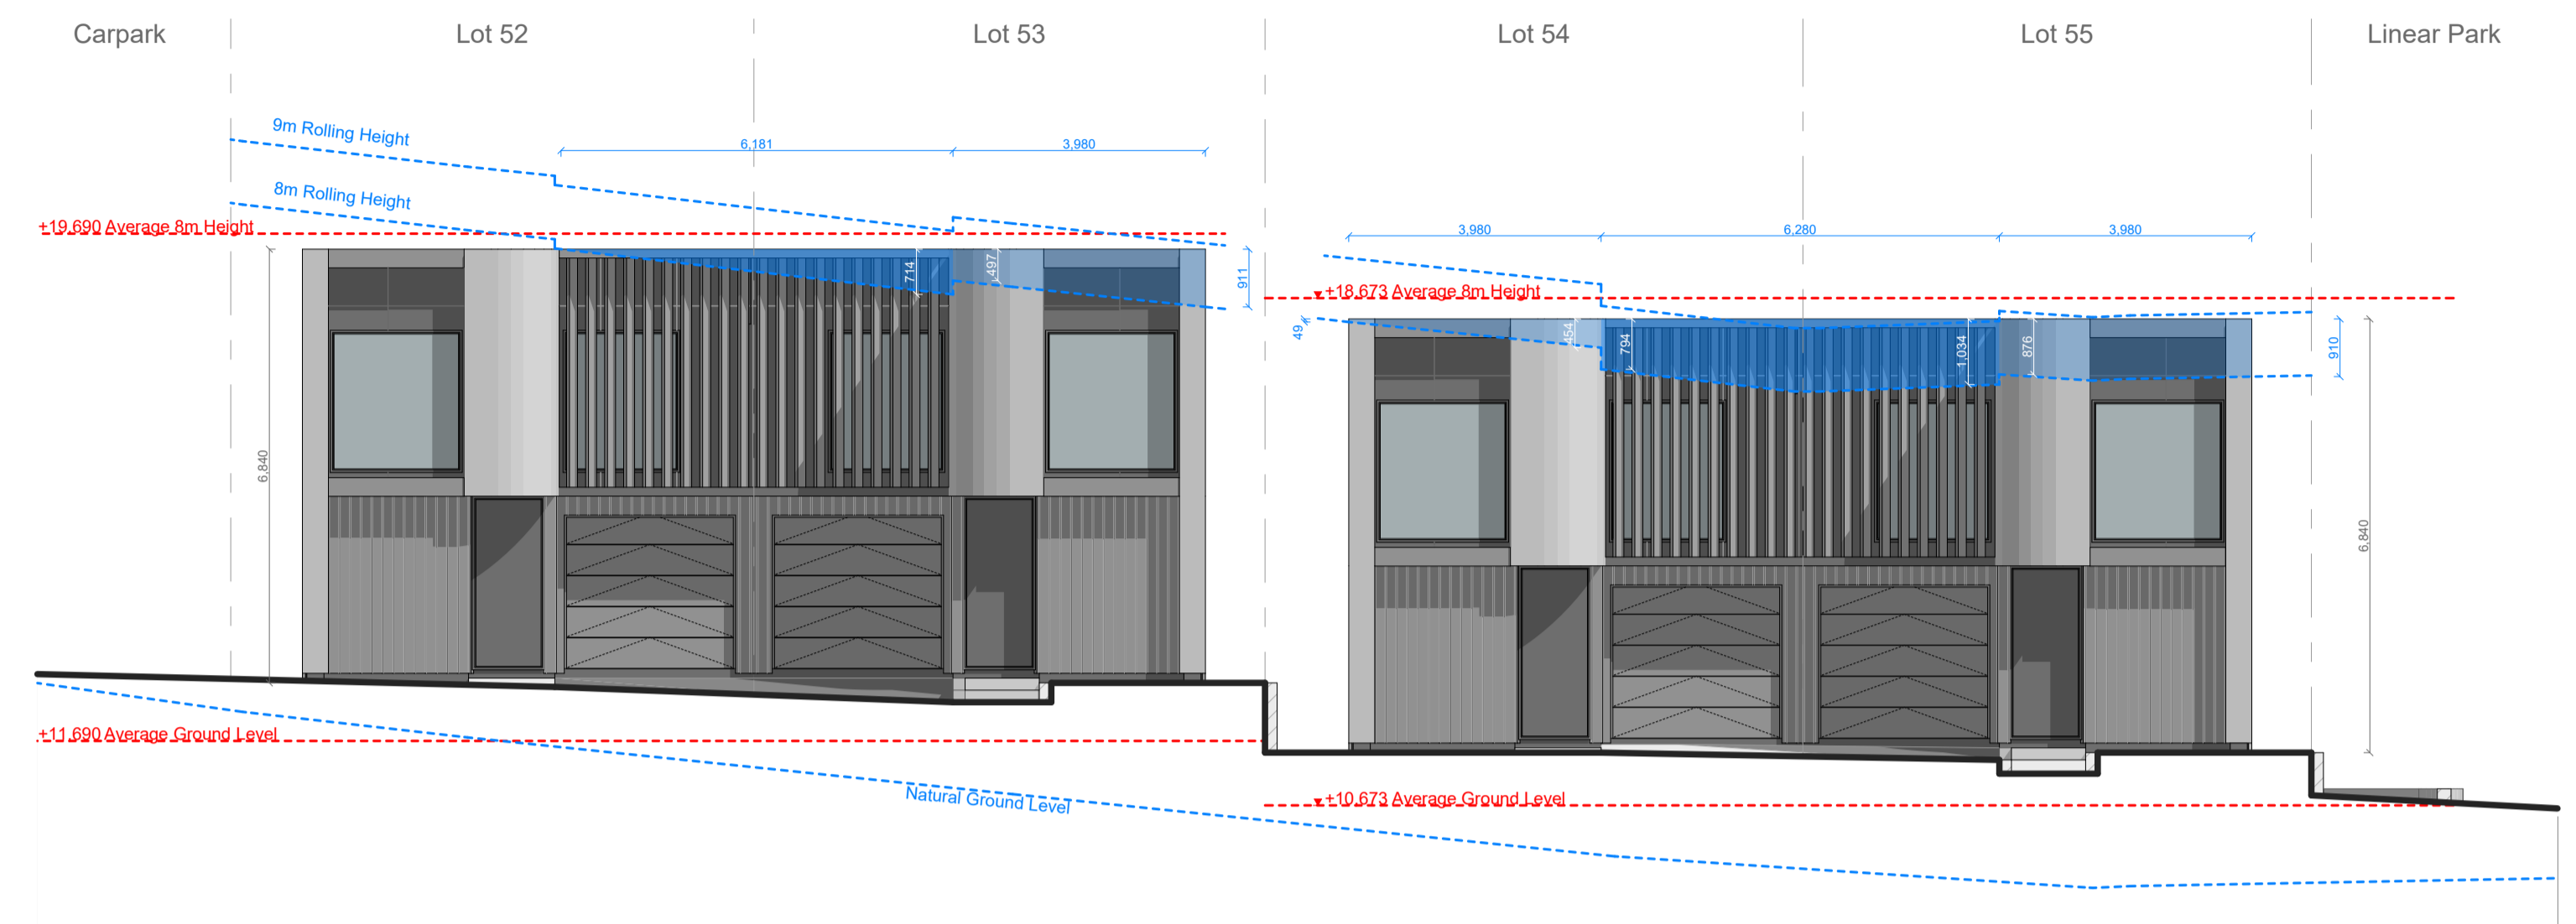 Carpark
Lot 52
Lot 53
Lot 54
Lot 55
Linear Park
9m Rolling Height
8m Rolling Height
6,181
3,980
+19.690 Average 8m Height
714
497
911
3,980
6,280
3,980
+18.673 Average 8m Height
49
454
794
1,034
876
910
6,840
6,840
+11.690 Average Ground Level
Natural Ground Level
+10.673 Average Ground Level